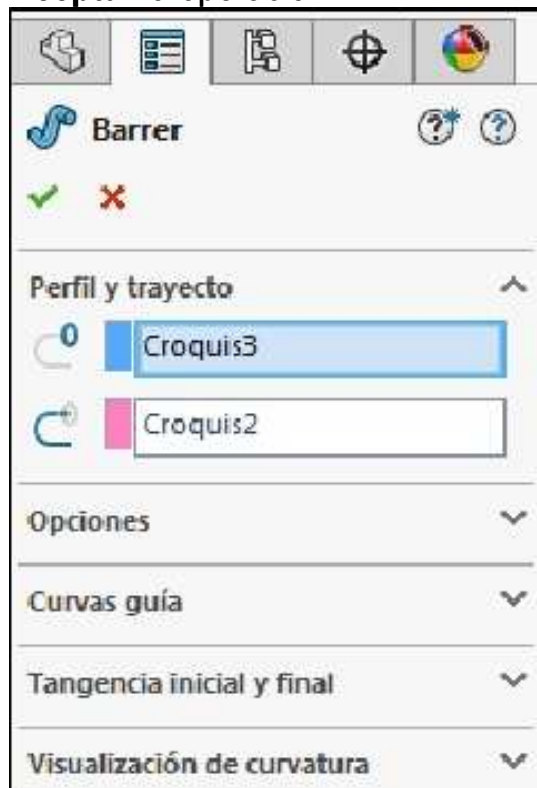 Barrer
Perfil y trayecto
Croquis3
Croquis2
Opciones
Curvas guía
Tangencia inicial y final
Visualización de curvatura